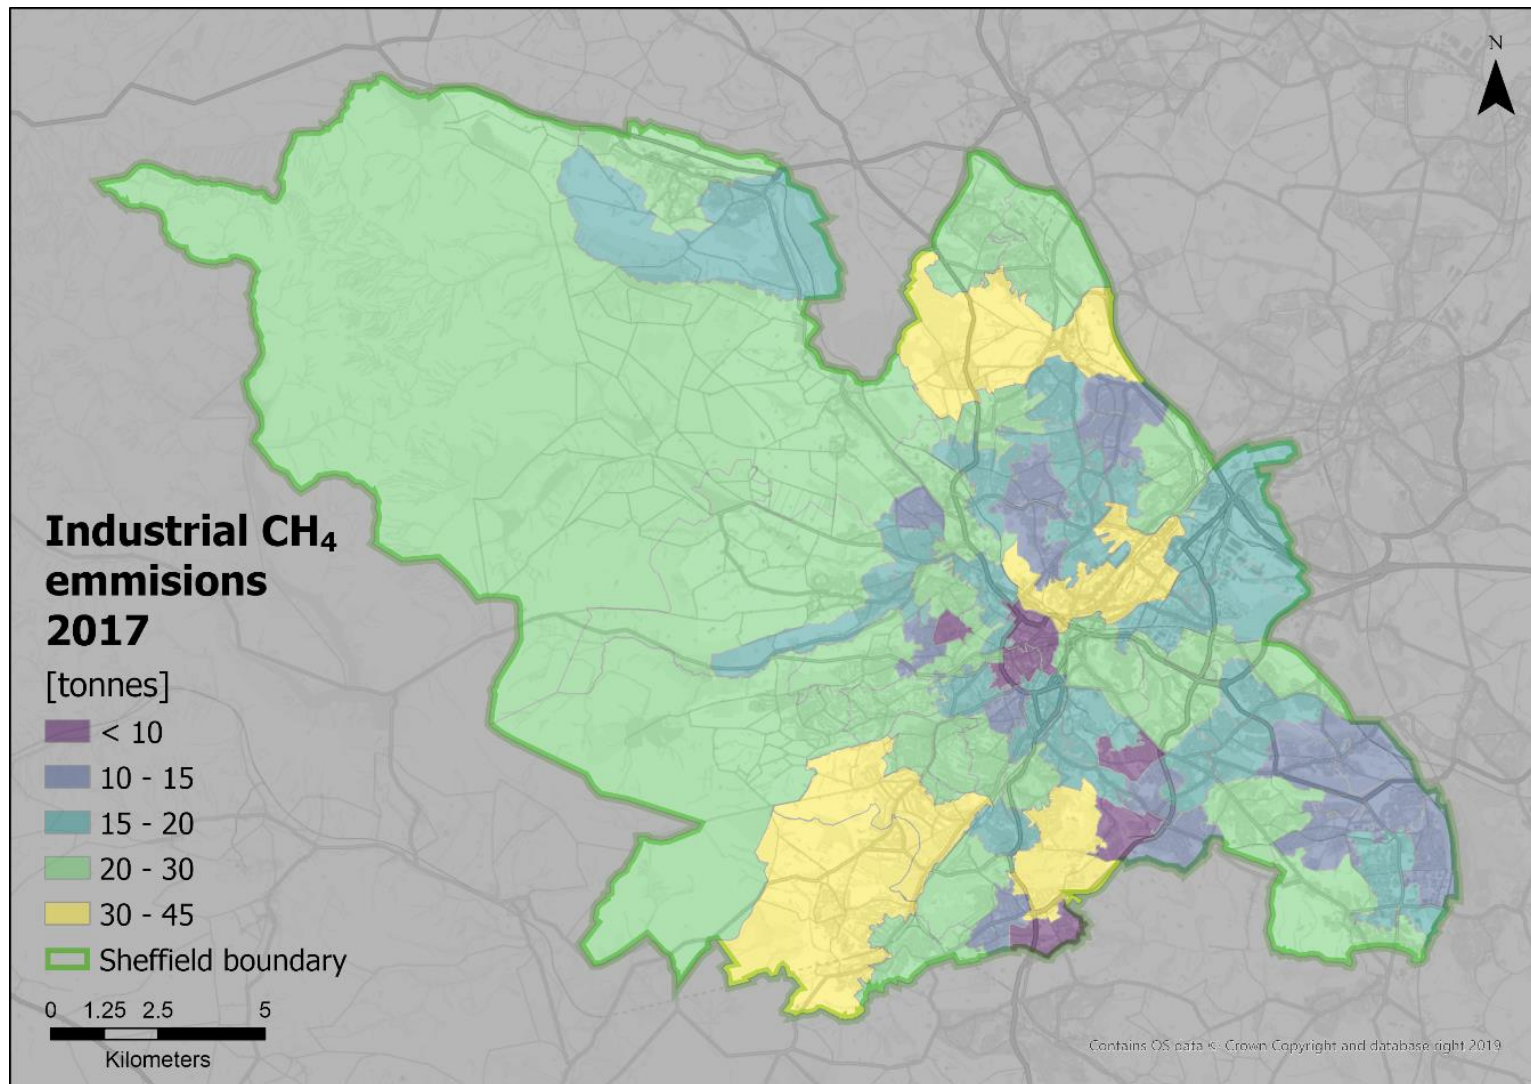 N
Industrial CH₄
emmisions
2017
[tonnes]
< 10
10 - 15
15 - 20
20 - 30
30 - 45
Sheffield boundary
0 1.25 2.5 5
Kilometers
Contains OS data © Crown Copyright and database right 2019